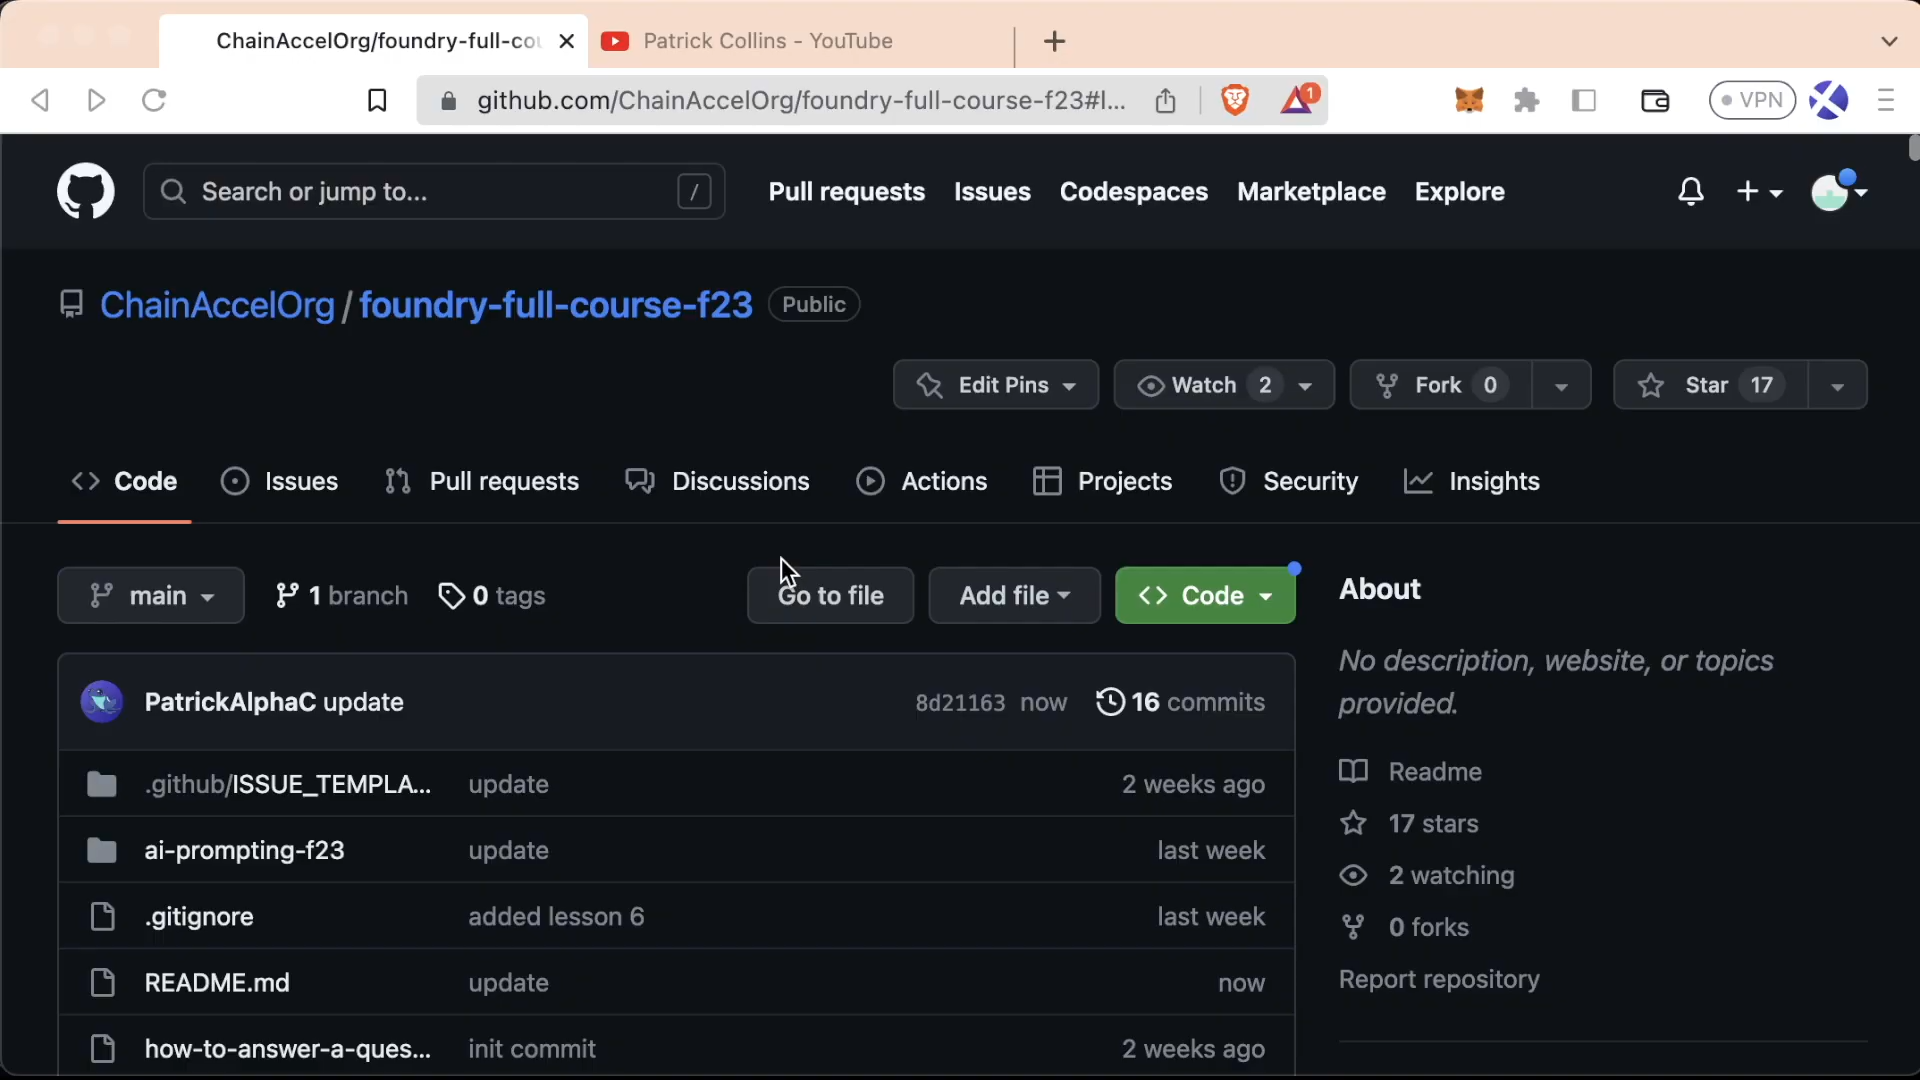 ChainAccelOrg/foundry-full-co
Patrick Collins - YouTube
github.com/ChainAccelOrg/foundry-full-course-f23#l...
1
VPN
Search or jump to...
/
Pull requests
Issues
Codespaces
Marketplace
Explore
ChainAccelOrg / foundry-full-course-f23
Public
Edit Pins
Watch 2
Fork 0
Star 17
Code
Issues
Pull requests
Discussions
Actions
Projects
Security
Insights
main
1 branch
0 tags
Go to file
Add file
Code
PatrickAlphaC update
8d21163 now
16 commits
.github/ISSUE_TEMPLA... update 2 weeks ago
ai-prompting-f23 update last week
.gitignore added lesson 6 last week
README.md update now
how-to-answer-a-ques... init commit 2 weeks ago
About
No description, website, or topics
provided.
Readme
17 stars
2 watching
0 forks
Report repository